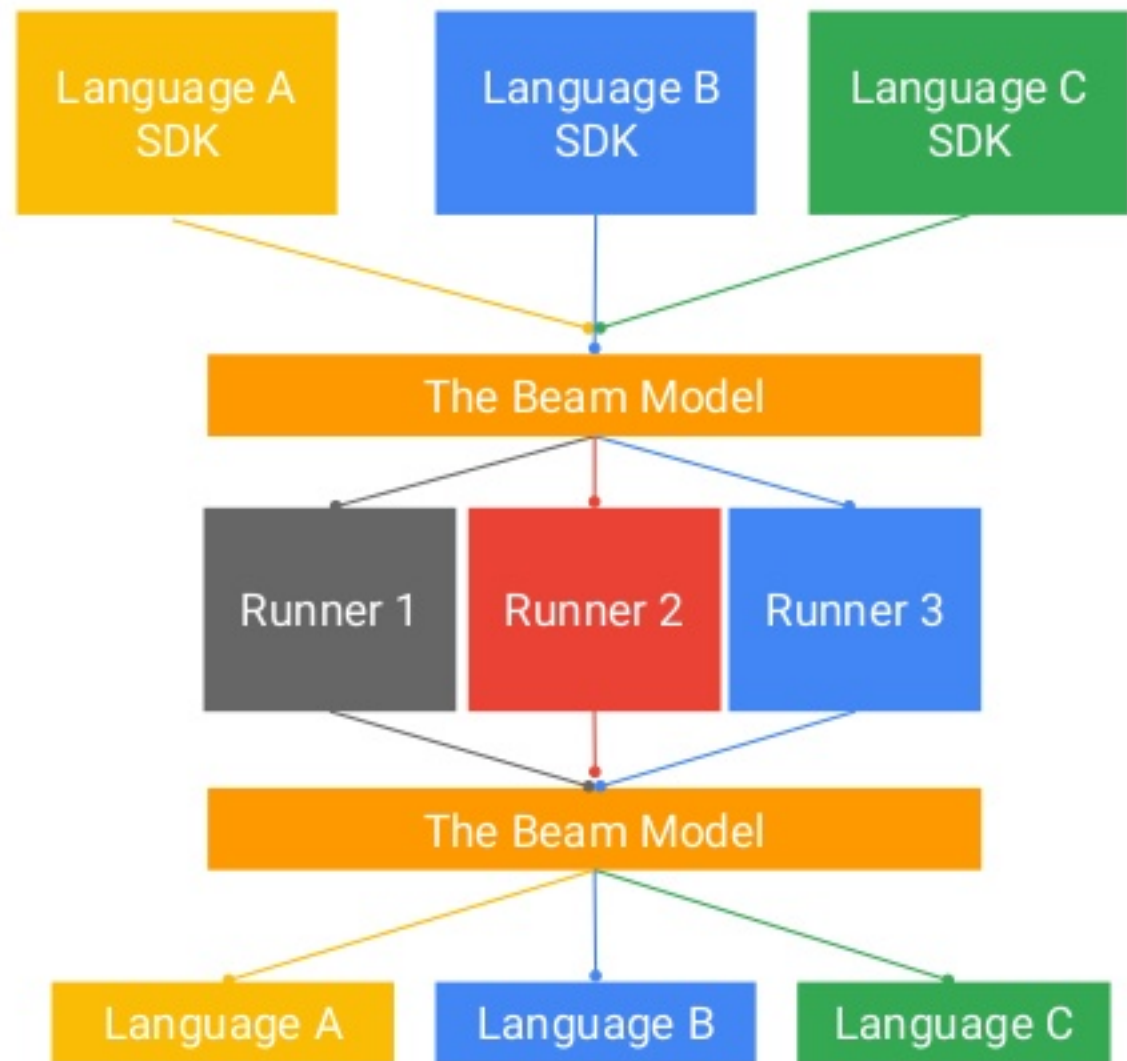 Language A
SDK
Language B
SDK
Language C
SDK
The Beam Model
Runner 1
Runner 2
Runner 3
The Beam Model
Language A
Language B
Language C